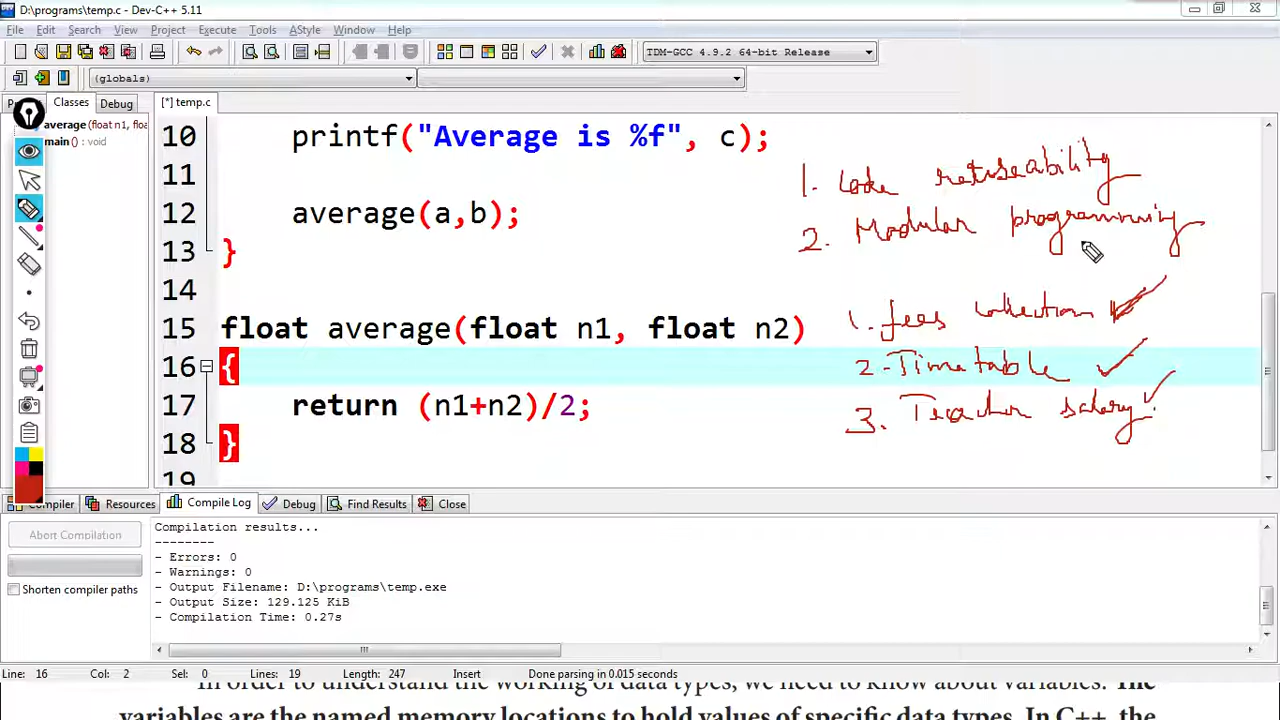 D:\programs\temp.c - Dev-C++ 5.11
File Edit Search View Project Execute Tools AStyle Window Help
TDM-GCC 4.9.2 64-bit Release
(globals)
Classes Debug [*] temp.c
average (float n1, floa
main () : void
10 printf("Average is %f", c);
11
12 average(a,b);
13 }
14
15 float average(float n1, float n2)
16 {
17 return (n1+n2)/2;
18 }
19
1. Code reuseability
2. Modular programming
1. fees collection
2. Timetable
3. Teacher salary
Compiler Resources Compile Log Debug Find Results Close
Abort Compilation
Shorten compiler paths
Compilation results...
--------
- Errors: 0
- Warnings: 0
- Output Filename: D:\programs\temp.exe
- Output Size: 129.125 KiB
- Compilation Time: 0.27s
Line: 16 Col: 2 Sel: 0 Lines: 19 Length: 247 Insert Done parsing in 0.015 seconds
In order to understand the working of data types, we need to know about variables. The
variables are the named memory locations to hold values of specific data types. In C++, the